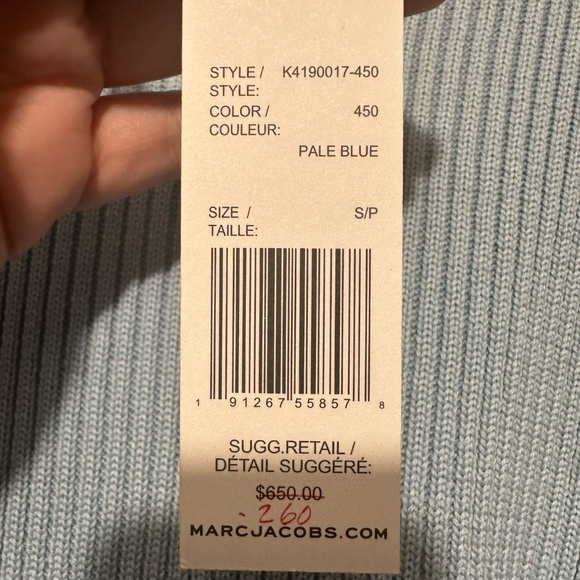 STYLE / K4190017-450
STYLE:
COLOR / 450
COULEUR:
PALE BLUE
SIZE / S/P
TAILLE:
1 91267 55857 8
SUGG.RETAIL /
DÉTAIL SUGGÉRÉ:
$650.00
- 260
MARCJACOBS.COM